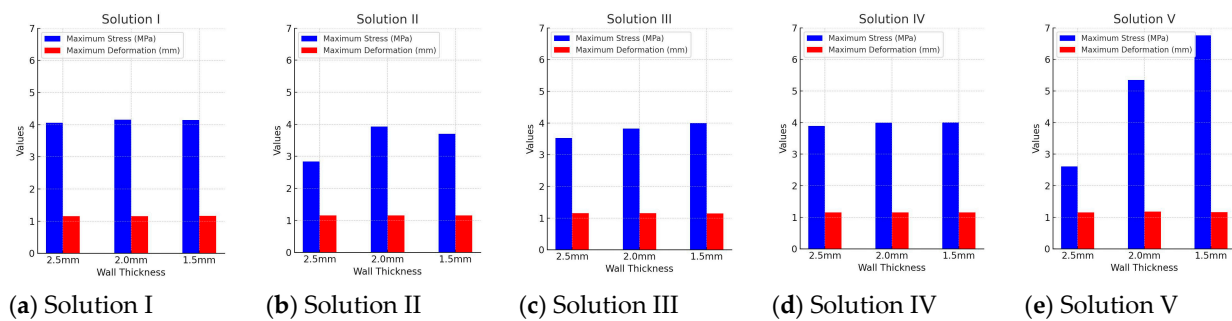 Solution I
Maximum Stress (MPa)
Maximum Deformation (mm)
7
6
5
4
3
2
1
0
Values
2.5mm 2.0mm 1.5mm
Wall Thickness
(a) Solution I
Solution II
Maximum Stress (MPa)
Maximum Deformation (mm)
7
6
5
4
3
2
1
0
Values
2.5mm 2.0mm 1.5mm
Wall Thickness
(b) Solution II
Solution III
Maximum Stress (MPa)
Maximum Deformation (mm)
7
6
5
4
3
2
1
0
Values
2.5mm 2.0mm 1.5mm
Wall Thickness
(c) Solution III
Solution IV
Maximum Stress (MPa)
Maximum Deformation (mm)
7
6
5
4
3
2
1
0
Values
2.5mm 2.0mm 1.5mm
Wall Thickness
(d) Solution IV
Solution V
Maximum Stress (MPa)
Maximum Deformation (mm)
7
6
5
4
3
2
1
0
Values
2.5mm 2.0mm 1.5mm
Wall Thickness
(e) Solution V